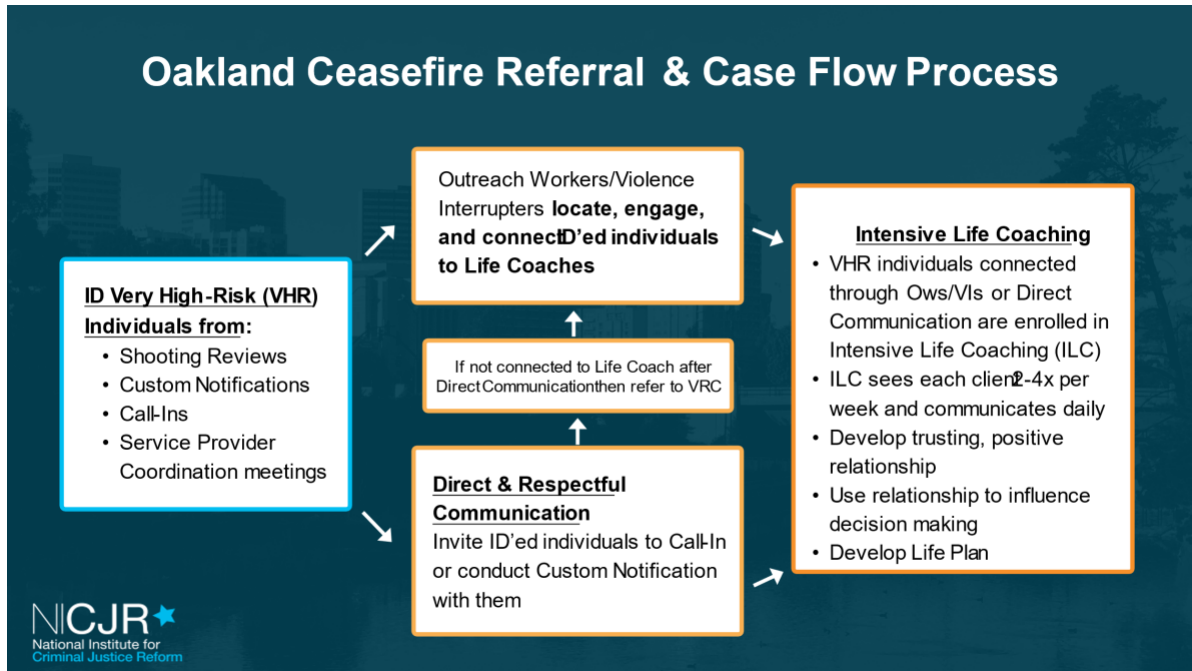 Oakland Ceasefire Referral & Case Flow Process
ID Very High-Risk (VHR)
Individuals from:
• Shooting Reviews
• Custom Notifications
• Call-Ins
• Service Provider
Coordination meetings
Outreach Workers/Violence
Interrupters locate, engage,
and connect ID'ed individuals
to Life Coaches
If not connected to Life Coach after
Direct Communication then refer to VRC
Direct & Respectful
Communication
Invite ID'ed individuals to Call-In
or conduct Custom Notification
with them
Intensive Life Coaching
• VHR individuals connected
through Ows/VIs or Direct
Communication are enrolled in
Intensive Life Coaching (ILC)
• ILC sees each client 2-4x per
week and communicates daily
• Develop trusting, positive
relationship
• Use relationship to influence
decision making
• Develop Life Plan
NICJR
National Institute for
Criminal Justice Reform